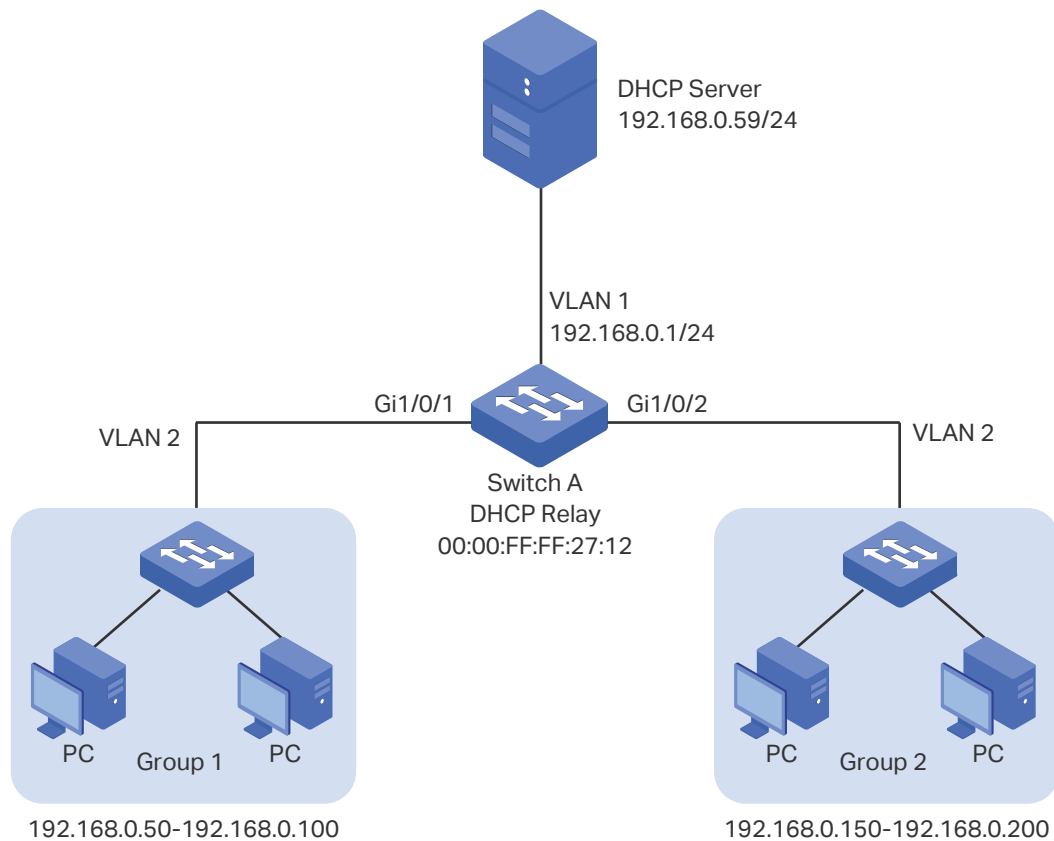 DHCP Server
192.168.0.59/24
VLAN 1
192.168.0.1/24
Gi1/0/1
Gi1/0/2
VLAN 2
VLAN 2
Switch A
DHCP Relay
00:00:FF:FF:27:12
PC
Group 1
PC
PC
Group 2
PC
192.168.0.50-192.168.0.100
192.168.0.150-192.168.0.200